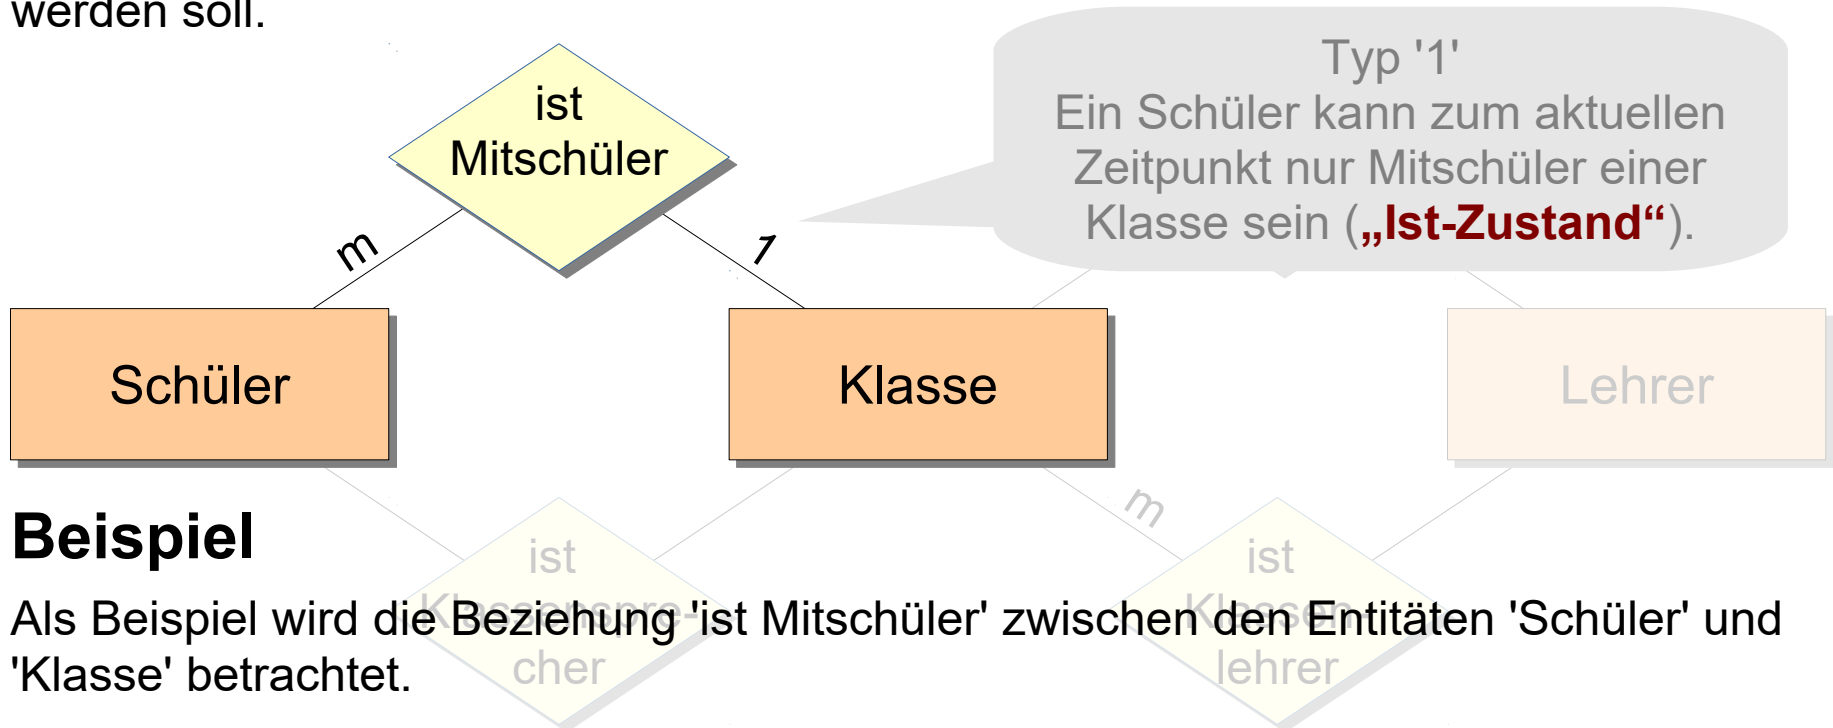 werden soll.
ist
Mitschüler
Typ '1'
Ein Schüler kann zum aktuellen
Zeitpunkt nur Mitschüler einer
Klasse sein („Ist-Zustand“).
m
1
Schüler
Klasse
Lehrer
m
Beispiel
ist
Klassenspre-
cher
ist
Klassen-
lehrer
Als Beispiel wird die Beziehung 'ist Mitschüler' zwischen den Entitäten 'Schüler' und
'Klasse' betrachtet.